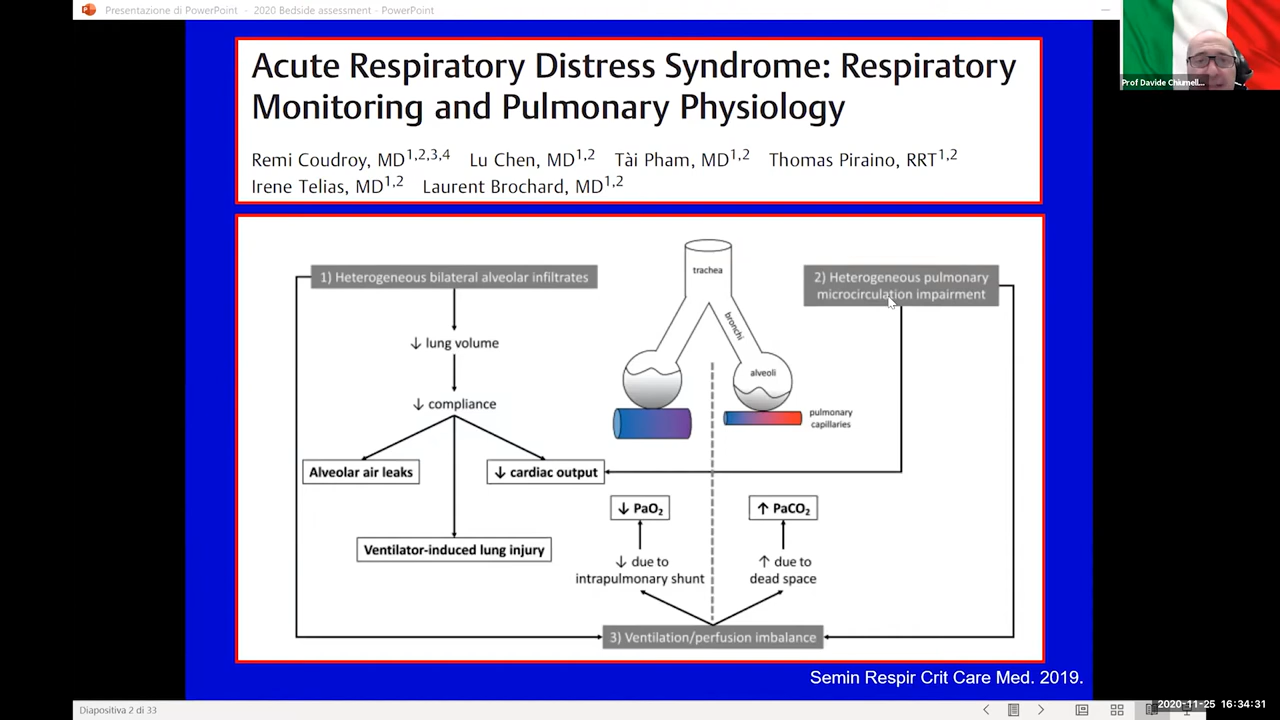 Presentazione di PowerPoint - 2020 Bedside assessment - PowerPoint
Prof Davide Chiumell...
Acute Respiratory Distress Syndrome: Respiratory
Monitoring and Pulmonary Physiology
Remi Coudroy, MD1,2,3,4 Lu Chen, MD1,2 Tài Pham, MD1,2 Thomas Piraino, RRT1,2
Irene Telias, MD1,2 Laurent Brochard, MD1,2
1) Heterogeneous bilateral alveolar infiltrates
trachea
2) Heterogeneous pulmonary
microcirculation impairment
bronchi
↓ lung volume
alveoli
↓ compliance
pulmonary
capillaries
Alveolar air leaks
↓ cardiac output
↓ PaO2
↑ PaCO2
Ventilator-induced lung injury
↓ due to
intrapulmonary shunt
↑ due to
dead space
3) Ventilation/perfusion imbalance
Semin Respir Crit Care Med. 2019.
Diapositiva 2 di 33
2020-11-25 16:34:31